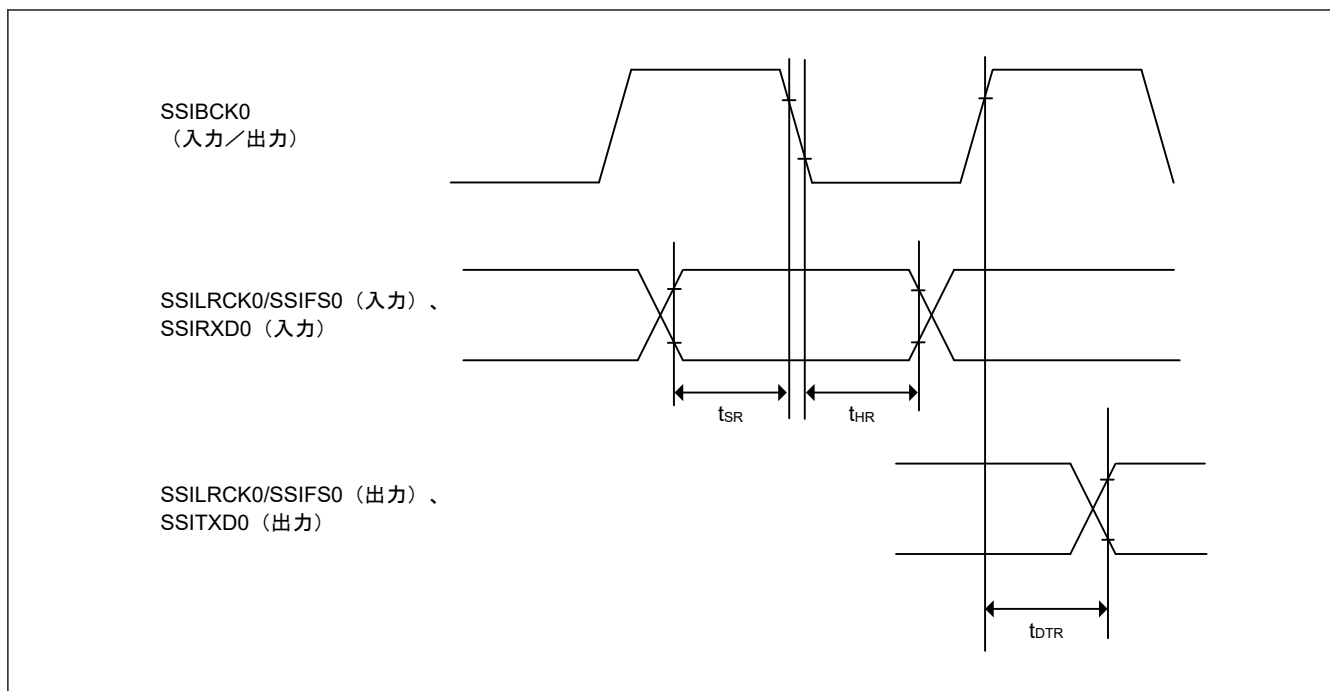 SSIBCK0
（入力／出力）
SSILRCK0/SSIFS0（入力）、
SSIRXD0（入力）
tSR
tHR
SSILRCK0/SSIFS0（出力）、
SSITXD0（出力）
tDTR